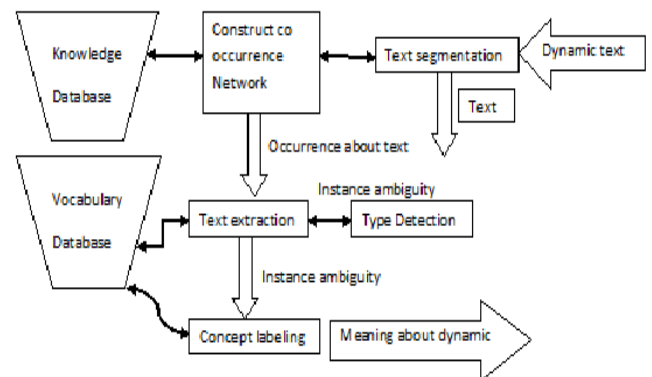 Knowledge
Database
Construct co
occurrence
Network
Text segmentation
Dynamic text
Text
Occurrence about text
Vocabulary
Database
Text extraction
Instance ambiguity
Type Detection
Instance ambiguity
Concept labeling
Meaning about dynamic